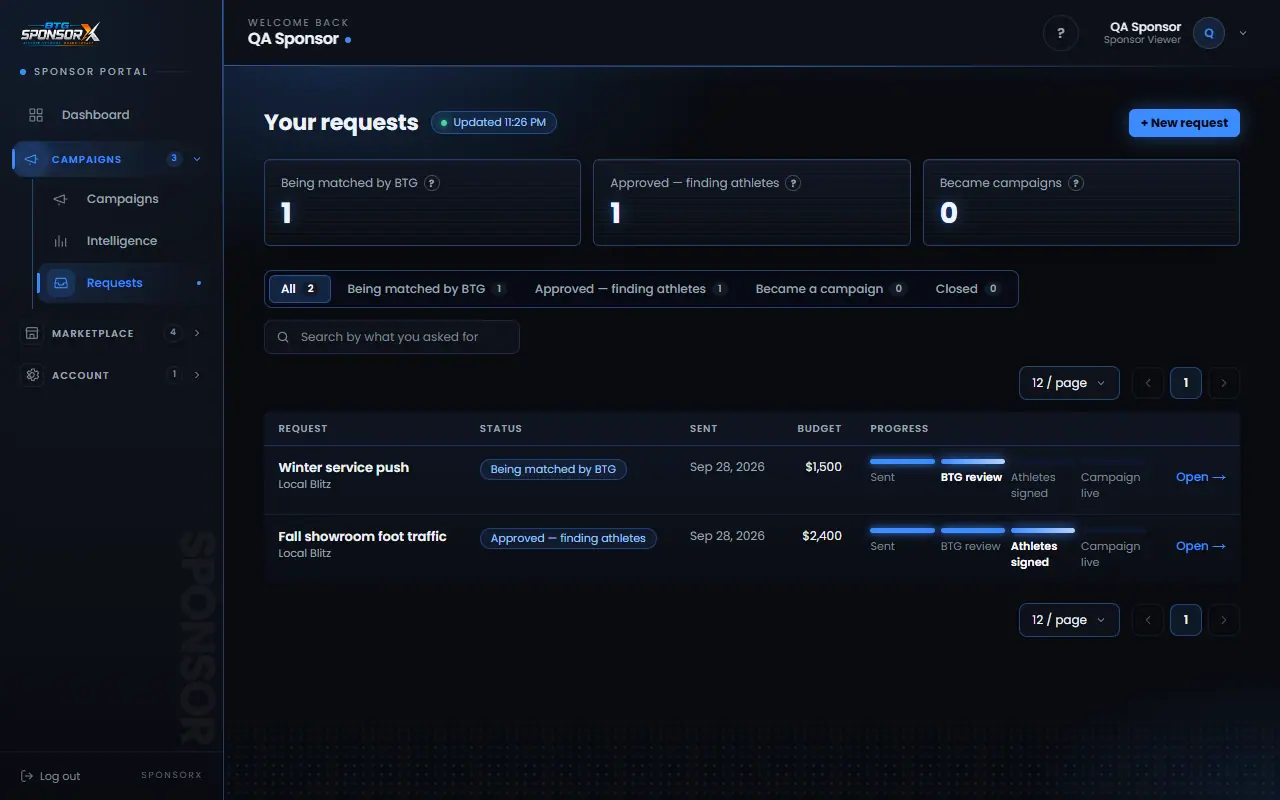 BTG
SPONSORX
SPONSOR PORTAL
Dashboard
CAMPAIGNS 3
Campaigns
Intelligence
Requests
MARKETPLACE 4
ACCOUNT 1
SPONSOR
Log out SPONSORX
WELCOME BACK
QA Sponsor
?
QA Sponsor
Sponsor Viewer
Q
Your requests
Updated 11:26 PM
+ New request
Being matched by BTG ?
1
Approved — finding athletes ?
1
Became campaigns ?
0
All 2
Being matched by BTG 1
Approved — finding athletes 1
Became a campaign 0
Closed 0
Search by what you asked for
12 / page
1
REQUEST STATUS SENT BUDGET PROGRESS
Winter service push
Local Blitz
Being matched by BTG
Sep 28, 2026
$1,500
Sent
BTG review
Athletes
signed
Campaign
live
Open →
Fall showroom foot traffic
Local Blitz
Approved — finding athletes
Sep 28, 2026
$2,400
Sent
BTG review
Athletes
signed
Campaign
live
Open →
12 / page
1